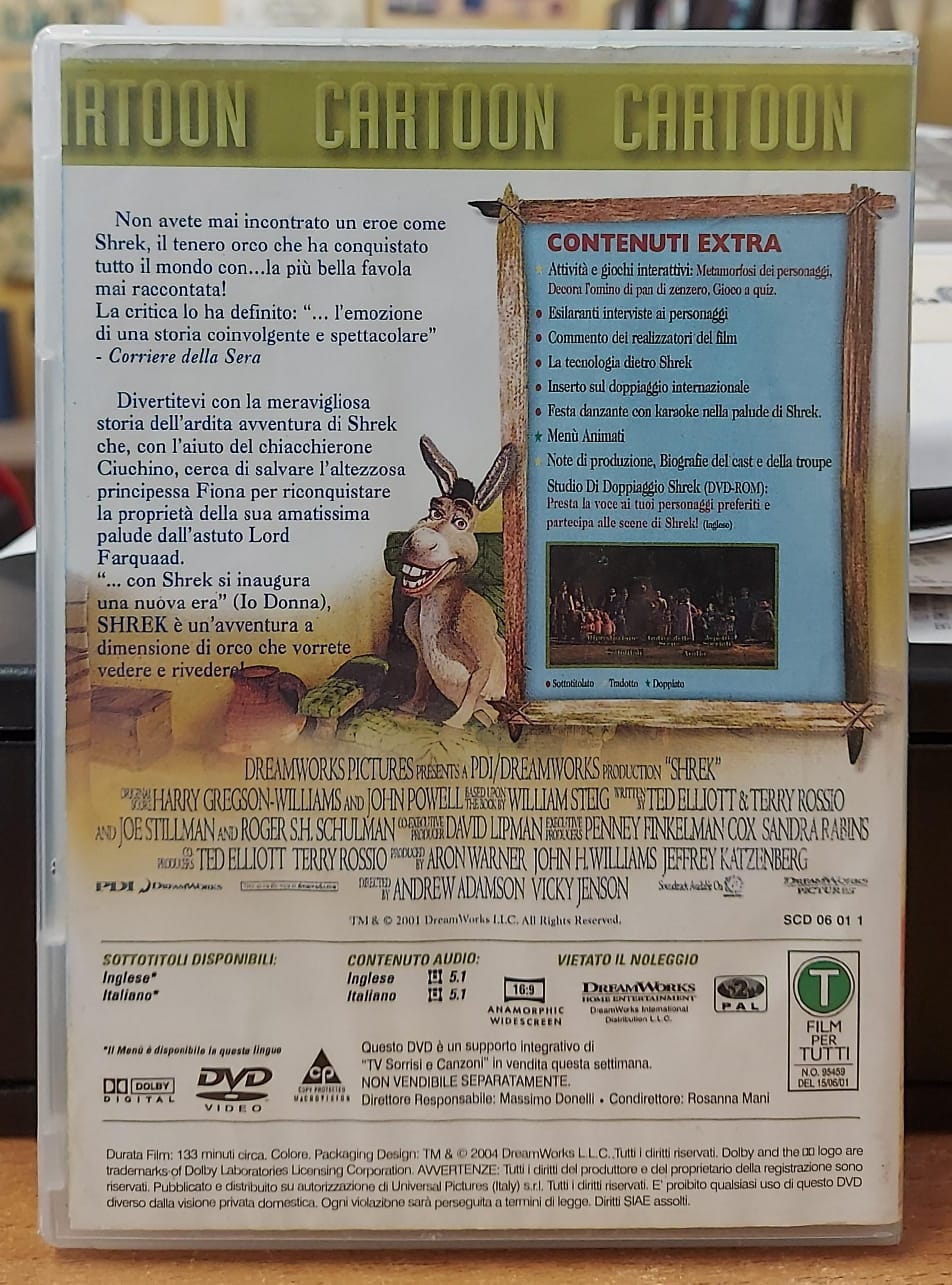 RTOON CARTOON CARTOON
Non avete mai incontrato un eroe come
Shrek, il tenero orco che ha conquistato
tutto il mondo con...la più bella favola
mai raccontata!
La critica lo ha definito: “... l'emozione
di una storia coinvolgente e spettacolare”
- Corriere della Sera
Divertitevi con la meravigliosa
storia dell'ardita avventura di Shrek
che, con l'aiuto del chiacchierone
Ciuchino, cerca di salvare l'altezzosa
principessa Fiona per riconquistare
la proprietà della sua amatissima
palude dall'astuto Lord
Farquaad.
“... con Shrek si inaugura
una nuova era” (Io Donna),
SHREK è un'avventura a
dimensione di orco che vorrete
vedere e rivedere!
CONTENUTI EXTRA
Attività e giochi interattivi: Metamorfosi dei personaggi,
Decora l'omino di pan di zenzero, Gioco a quiz.
Esilaranti interviste ai personaggi
Commento dei realizzatori del film
La tecnologia dietro Shrek
Inserto sul doppiaggio internazionale
Festa danzante con karaoke nella palude di Shrek.
Menù Animati
Note di produzione, Biografie del cast e della troupe
Studio Di Doppiaggio Shrek (DVD-ROM):
Presta la voce ai tuoi personaggi preferiti e
partecipa alle scene di Shrek! (Inglese)
Sottotitolato Tradotto Doppiato
DREAMWORKS PICTURES PRESENTS A PDI/DREAMWORKS PRODUCTION “SHREK”
ORIGINAL SCORE HARRY GREGSON-WILLIAMS AND JOHN POWELL BASED UPON THE BOOK BY WILLIAM STEIG WRITTEN BY TED ELLIOTT & TERRY ROSSIO
AND JOE STILLMAN AND ROGER S.H. SCHULMAN CO-EXECUTIVE PRODUCER DAVID LIPMAN EXECUTIVE PRODUCERS PENNEY FINKELMAN COX SANDRA RABINS
CO-PRODUCERS TED ELLIOTT TERRY ROSSIO PRODUCED BY ARON WARNER JOHN H. WILLIAMS JEFFREY KATZENBERG
PDI DREAMWORKS DIRECTED BY ANDREW ADAMSON VICKY JENSON Soundtrack Available On DREAMWORKS PICTURES
TM & © 2001 DreamWorks L.L.C. All Rights Reserved.
SCD 06 01 1
SOTTOTITOLI DISPONIBILI:
Inglese*
Italiano*
CONTENUTO AUDIO:
Inglese 5.1
Italiano 5.1
VIETATO IL NOLEGGIO
16:9
ANAMORPHIC
WIDESCREEN
DREAMWORKS
HOME ENTERTAINMENT
DreamWorks International
Distribution L.L.C.
2
PAL
T
FILM
PER
TUTTI
N.O. 95459
DEL 15/06/01
*Il Menù è disponibile in queste lingue
DOLBY
DIGITAL
DVD
VIDEO
CP
COPY PROTECTED
MACROVISION
Questo DVD è un supporto integrativo di
“TV Sorrisi e Canzoni” in vendita questa settimana.
NON VENDIBILE SEPARATAMENTE.
Direttore Responsabile: Massimo Donelli • Condirettore: Rosanna Mani
Durata Film: 133 minuti circa. Colore. Packaging Design: TM & © 2004 DreamWorks L.L.C. Tutti i diritti riservati. Dolby and the DD logo are
trademarks of Dolby Laboratories Licensing Corporation. AVVERTENZE: Tutti i diritti del produttore e del proprietario della registrazione sono
riservati. Pubblicato e distribuito su autorizzazione di Universal Pictures (Italy) s.r.l. Tutti i diritti riservati. E' proibito qualsiasi uso di questo DVD
diverso dalla visione privata domestica. Ogni violazione sarà perseguita a termini di legge. Diritti SIAE assolti.